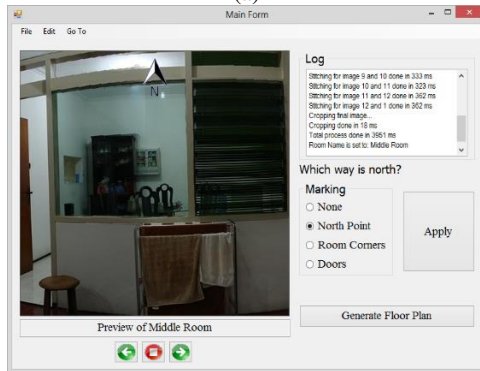 Main Form
File Edit Go To
N
Log
Stitching for image 9 and 10 done in 333 ms
Stitching for image 10 and 11 done in 323 ms
Stitching for image 11 and 12 done in 362 ms
Stitching for image 12 and 1 done in 362 ms
Cropping final image...
Cropping done in 18 ms
Total process done in 3951 ms
Room Name is set to: Middle Room
Which way is north?
Marking
None
North Point
Room Corners
Doors
Apply
Generate Floor Plan
Preview of Middle Room